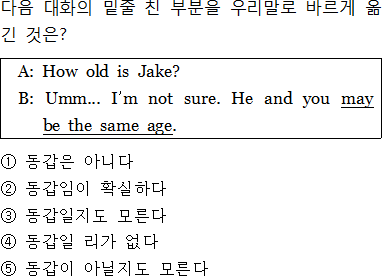 다음 대화의 밑줄 친 부분을 우리말로 바르게 옮
긴 것은?
A: How old is Jake?
B: Umm... I'm not sure. He and you may
be the same age.
① 동갑은 아니다
② 동갑임이 확실하다
③ 동갑일지도 모른다
④ 동갑일 리가 없다
⑤ 동갑이 아닐지도 모른다